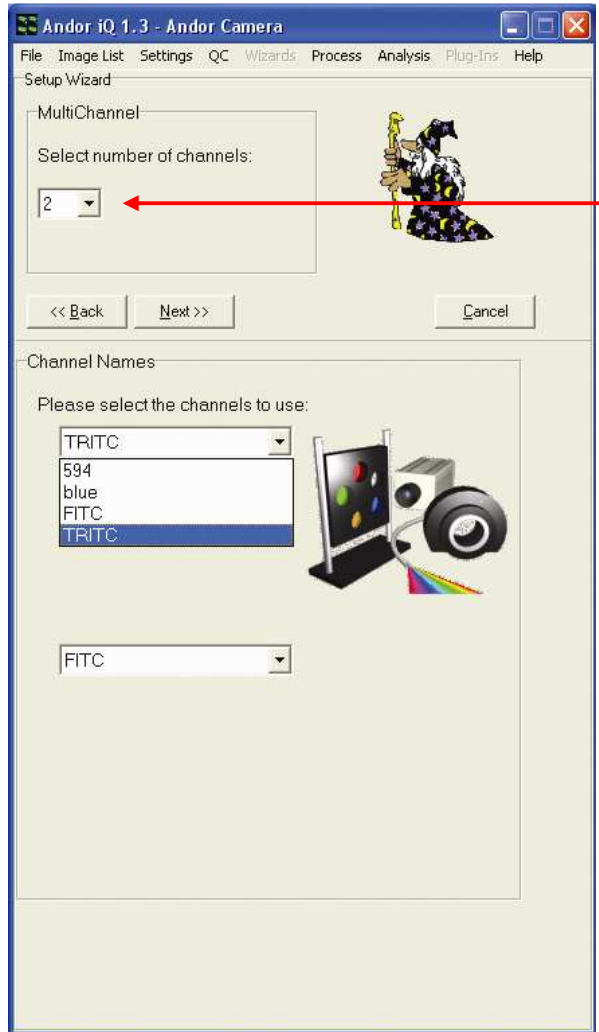 Andor iQ 1.3 - Andor Camera
File Image List Settings QC Wizards Process Analysis Plug-Ins Help
Setup Wizard
MultiChannel
Select number of channels:
2
<< Back Next >> Cancel
Channel Names
Please select the channels to use:
TRITC
594
blue
FITC
TRITC
FITC